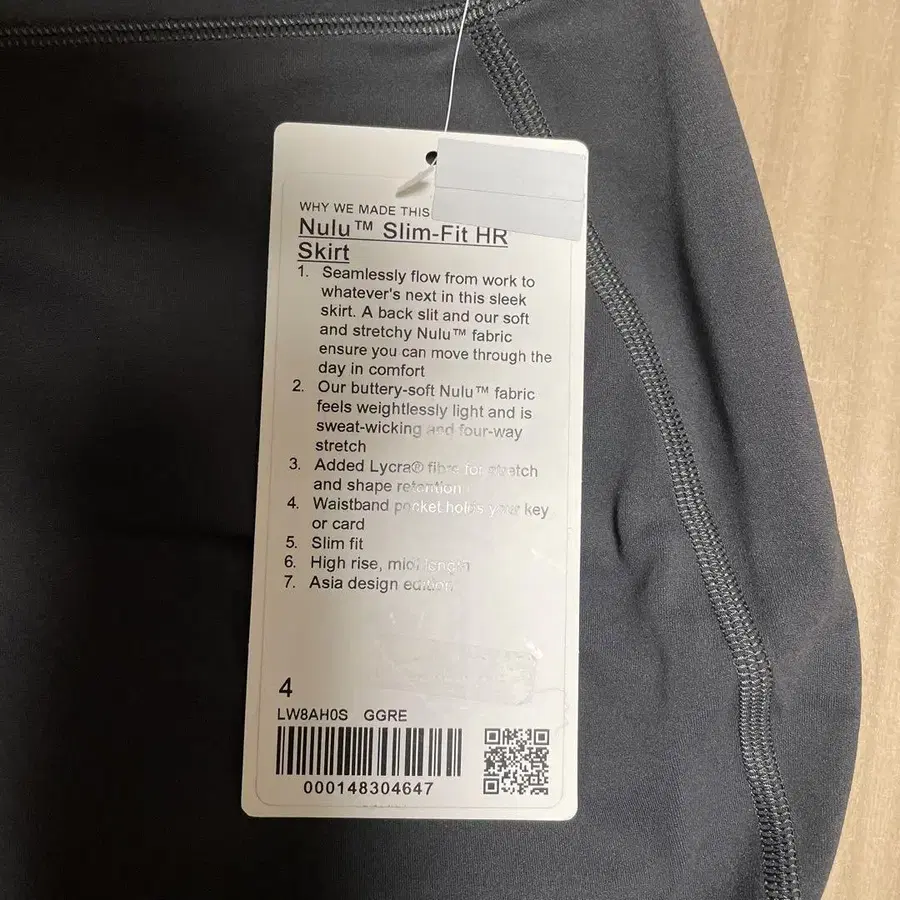 WHY WE MADE THIS
Nulu™ Slim-Fit HR
Skirt
1. Seamlessly flow from work to
whatever's next in this sleek
skirt. A back slit and our soft
and stretchy Nulu™ fabric
ensure you can move through the
day in comfort
2. Our buttery-soft Nulu™ fabric
feels weightlessly light and is
sweat-wicking and four-way
stretch
3. Added Lycra® fibre for stretch
and shape retention
4. Waistband pocket holds your key
or card
5. Slim fit
6. High rise, midi length
7. Asia design edition
4
LW8AH0S GGRE
000148304647